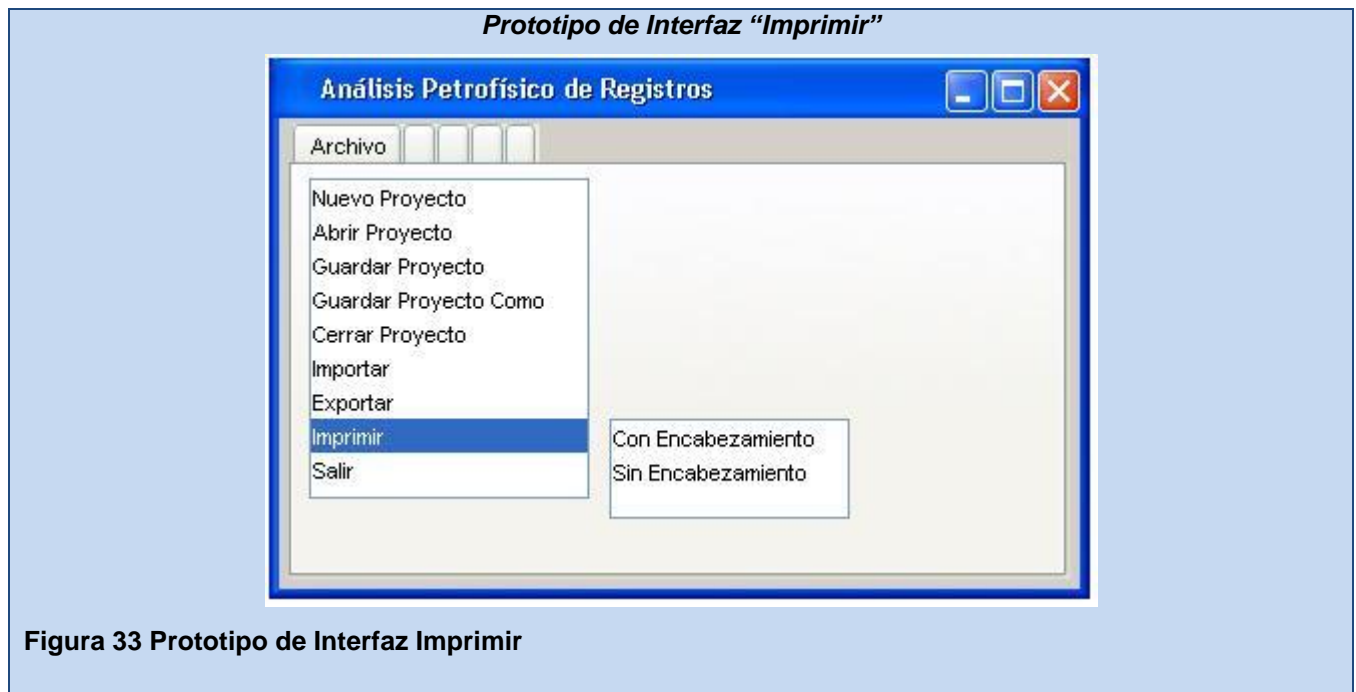 Prototipo de Interfaz “Imprimir”
Análisis Petrofísico de Registros
Archivo
Nuevo Proyecto
Abrir Proyecto
Guardar Proyecto
Guardar Proyecto Como
Cerrar Proyecto
Importar
Exportar
Imprimir
Salir
Con Encabezamiento
Sin Encabezamiento
Figura 33 Prototipo de Interfaz Imprimir